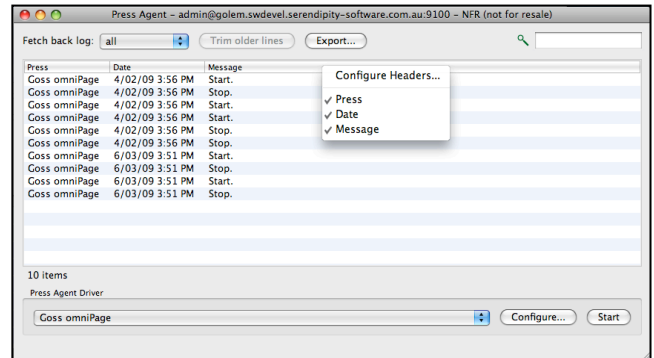 Press Agent - admin@golem.swdevel.serendipity-software.com.au:9100 - NFR (not for resale)
Fetch back log: all Trim older lines Export...
Press Date Message
Configure Headers...
Press
Date
Message
Goss omniPage 4/02/09 3:56 PM Start.
Goss omniPage 4/02/09 3:56 PM Stop.
Goss omniPage 4/02/09 3:56 PM Start.
Goss omniPage 4/02/09 3:56 PM Stop.
Goss omniPage 4/02/09 3:56 PM Start.
Goss omniPage 4/02/09 3:56 PM Stop.
Goss omniPage 6/03/09 3:51 PM Start.
Goss omniPage 6/03/09 3:51 PM Stop.
Goss omniPage 6/03/09 3:51 PM Start.
Goss omniPage 6/03/09 3:51 PM Stop.
10 items
Press Agent Driver
Goss omniPage Configure... Start